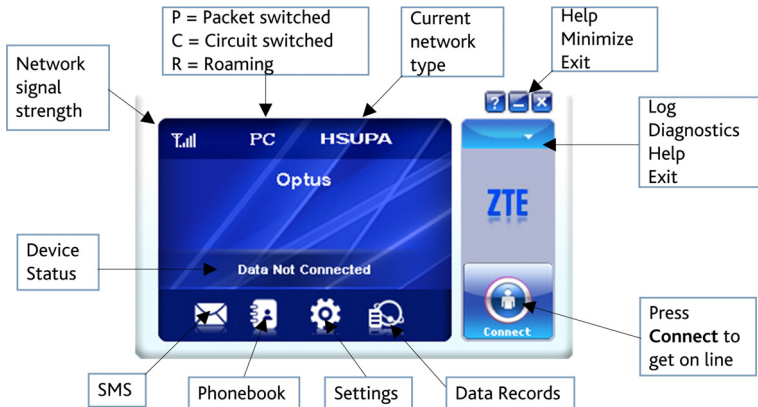 P = Packet switched
C = Circuit switched
R = Roaming
Current
network
type
Help
Minimize
Exit
Network
signal
strength
Log
Diagnostics
Help
Exit
?
PC
HSUPA
Optus
ZTE
Device
Status
Data Not Connected
Connect
Press
Connect to
get on line
SMS
Phonebook
Settings
Data Records